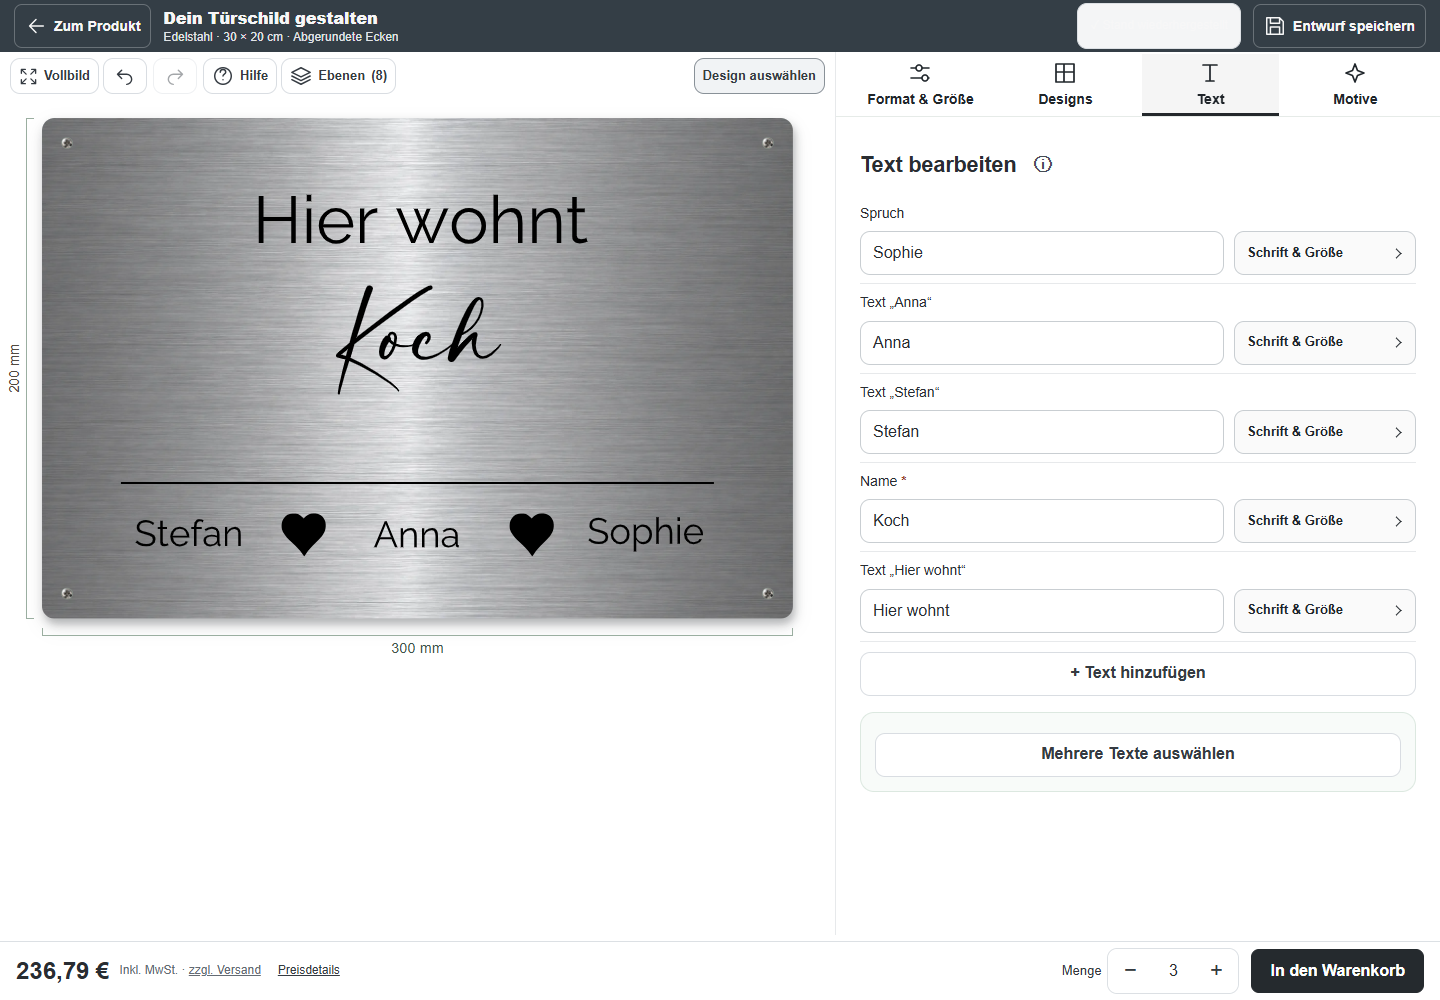 Zum Produkt
Dein Türschild gestalten
Edelstahl · 30 × 20 cm · Abgerundete Ecken
Entwurf speichern
Vollbild
Hilfe
Ebenen (8)
Design auswählen
Format & Größe
Designs
Text
Motive
200 mm
Hier wohnt
Koch
Stefan
Anna
Sophie
300 mm
Text bearbeiten
Spruch
Sophie
Schrift & Größe
Text „Anna“
Anna
Schrift & Größe
Text „Stefan“
Stefan
Schrift & Größe
Name *
Koch
Schrift & Größe
Text „Hier wohnt“
Hier wohnt
Schrift & Größe
+ Text hinzufügen
Mehrere Texte auswählen
236,79 € Inkl. MwSt. · zzgl. Versand Preisdetails
Menge − 3 +
In den Warenkorb